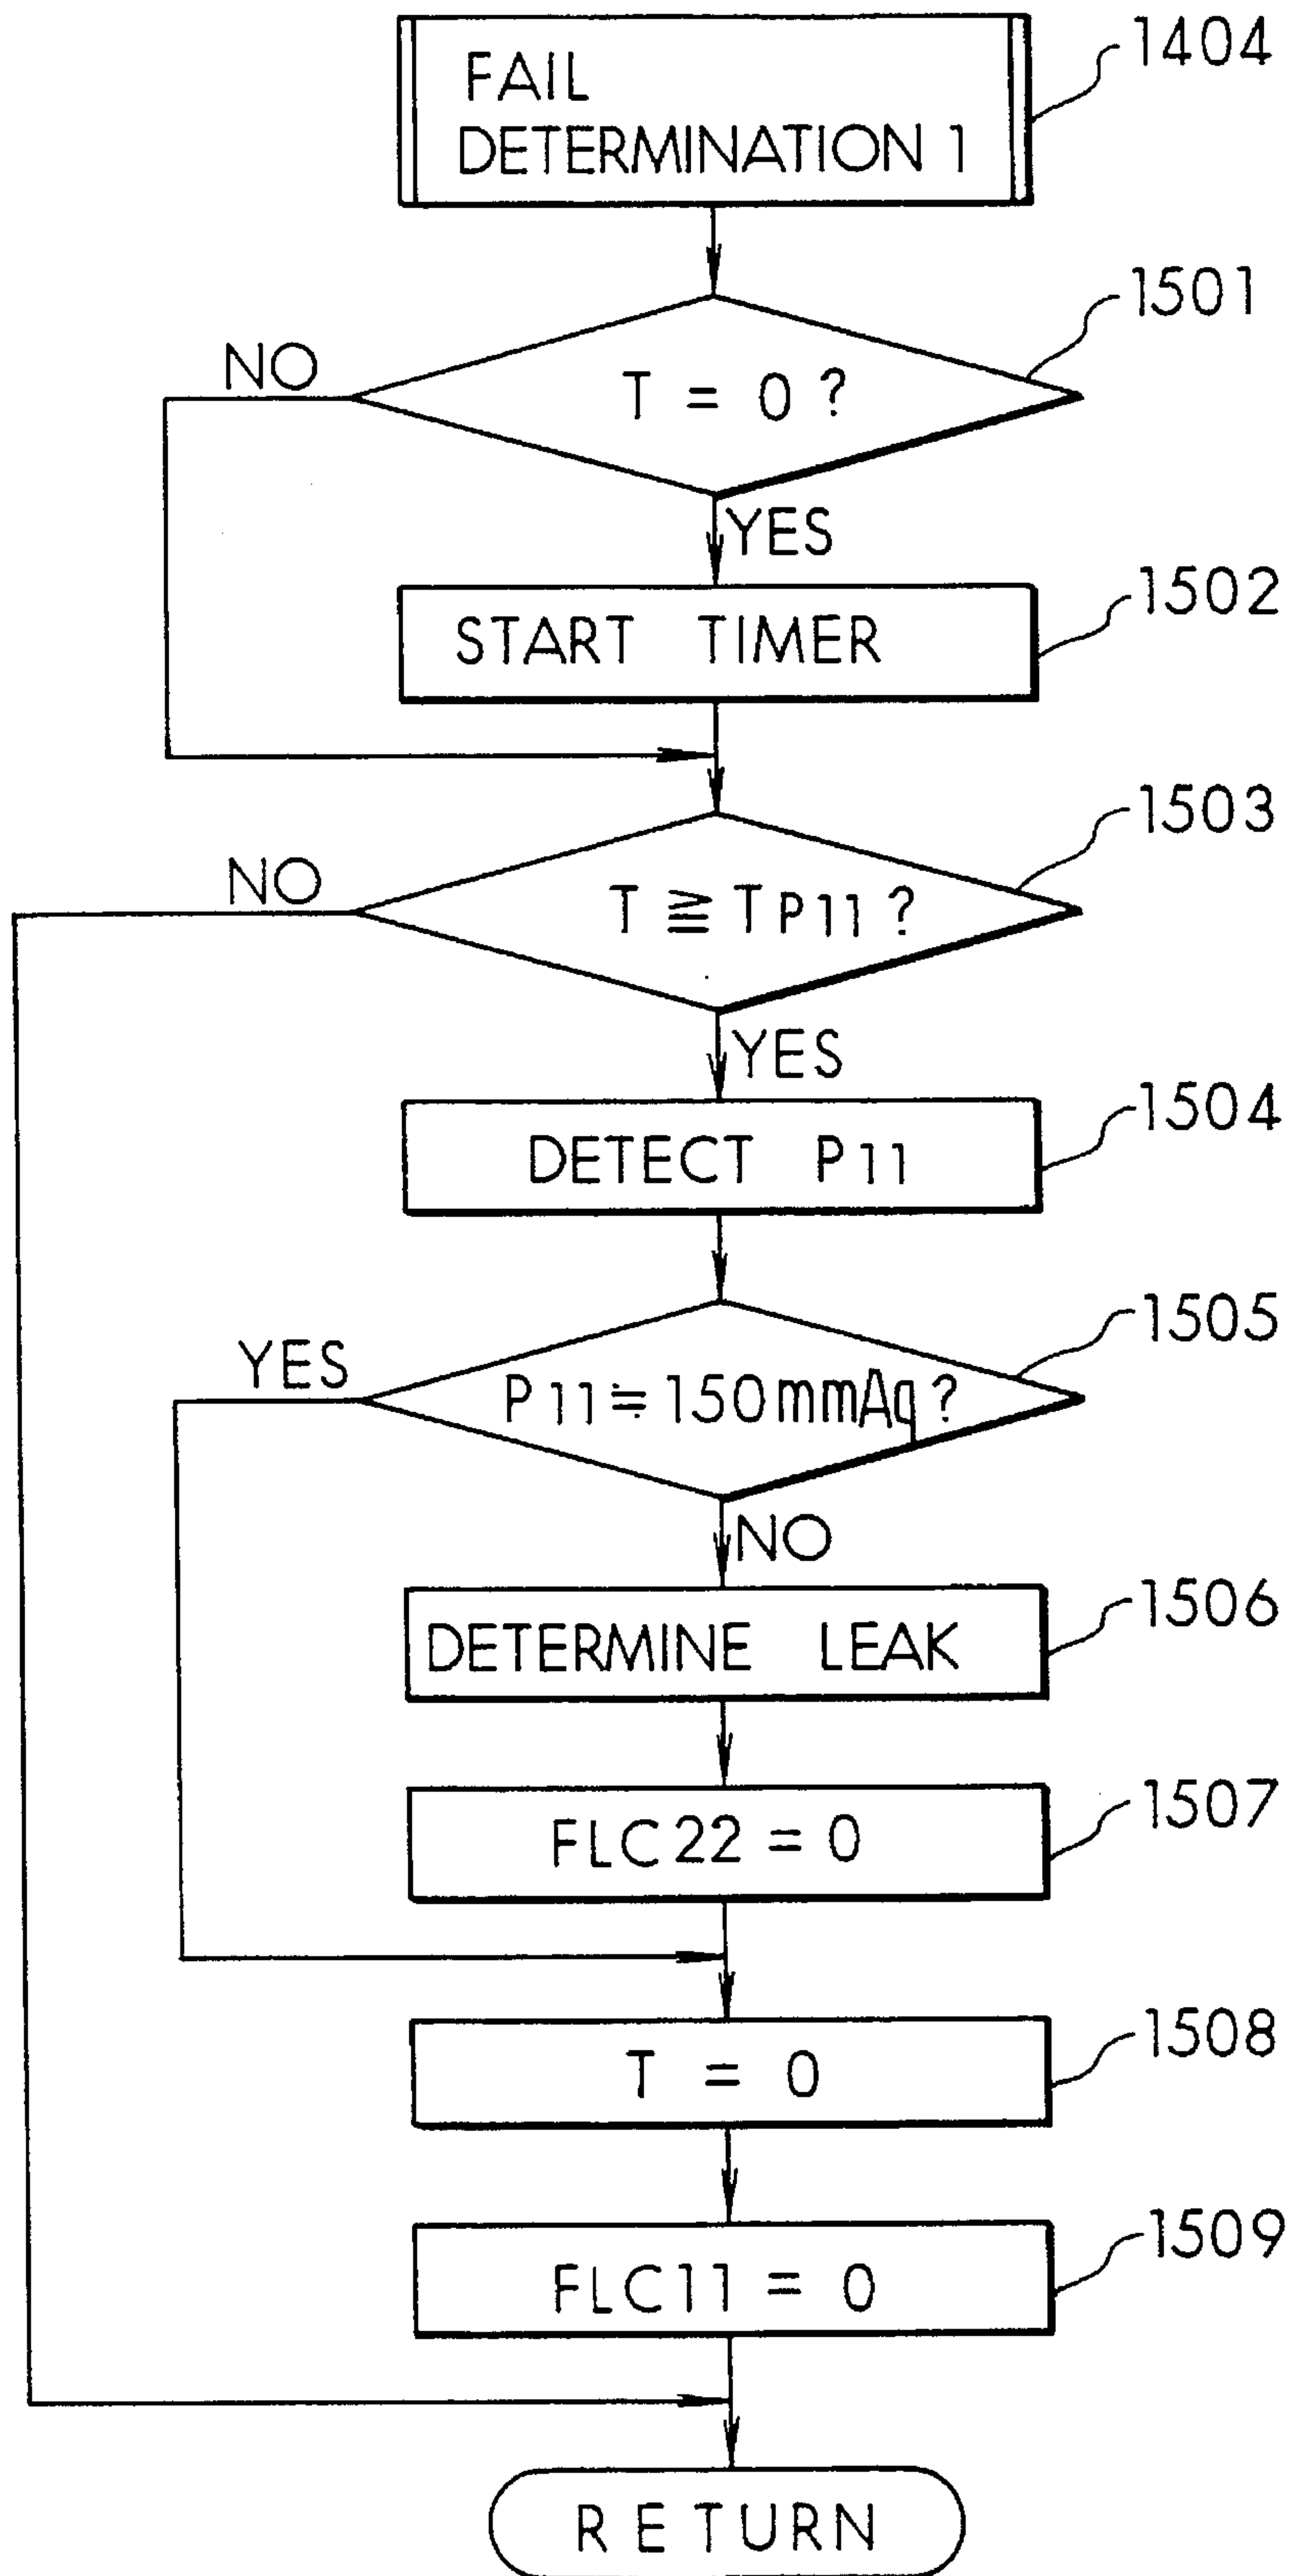 FAIL
DETERMINATION 1
1404
1501
NO
T = 0 ?
YES
1502
START TIMER
1503
NO
T ≧ TP11 ?
YES
1504
DETECT P11
1505
YES
P11≒150mmAq ?
NO
1506
DETERMINE LEAK
1507
FLC22 = 0
1508
T = 0
1509
FLC11 = 0
RETURN